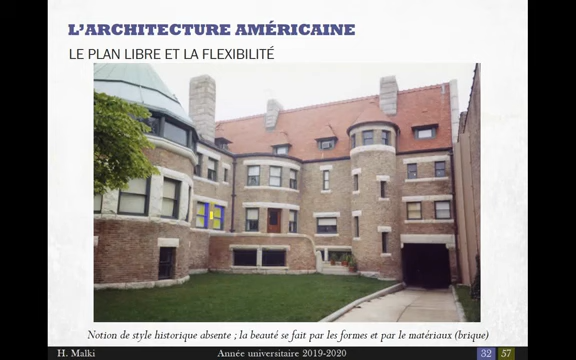 L'ARCHITECTURE AMÉRICAINE
LE PLAN LIBRE ET LA FLEXIBILITÉ
Notion de style historique absente ; la beauté se fait par les formes et par le matériaux (brique)
H. Malki Année universitaire 2019-2020 32 57